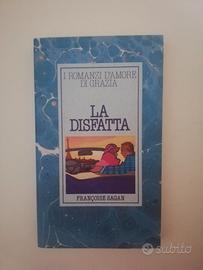 I ROMANZI D'AMORE
DI GRAZIA
LA
DISFATTA
FRANÇOISE SAGAN
subito